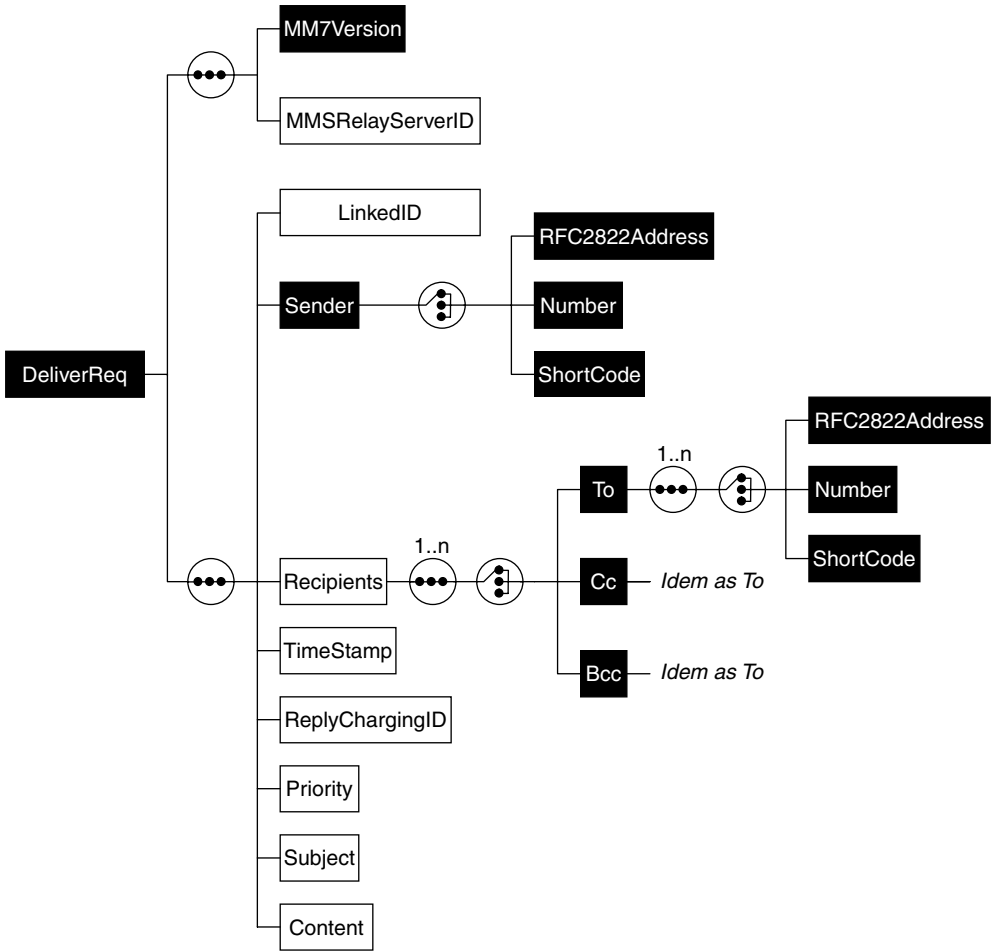 MM7Version
MMSRelayServerID
LinkedID
RFC2822Address
Sender
Number
DeliverReq
ShortCode
RFC2822Address
1..n
To
Number
1..n
ShortCode
Recipients
Cc
Idem as To
TimeStamp
Bcc
Idem as To
ReplyChargingID
Priority
Subject
Content